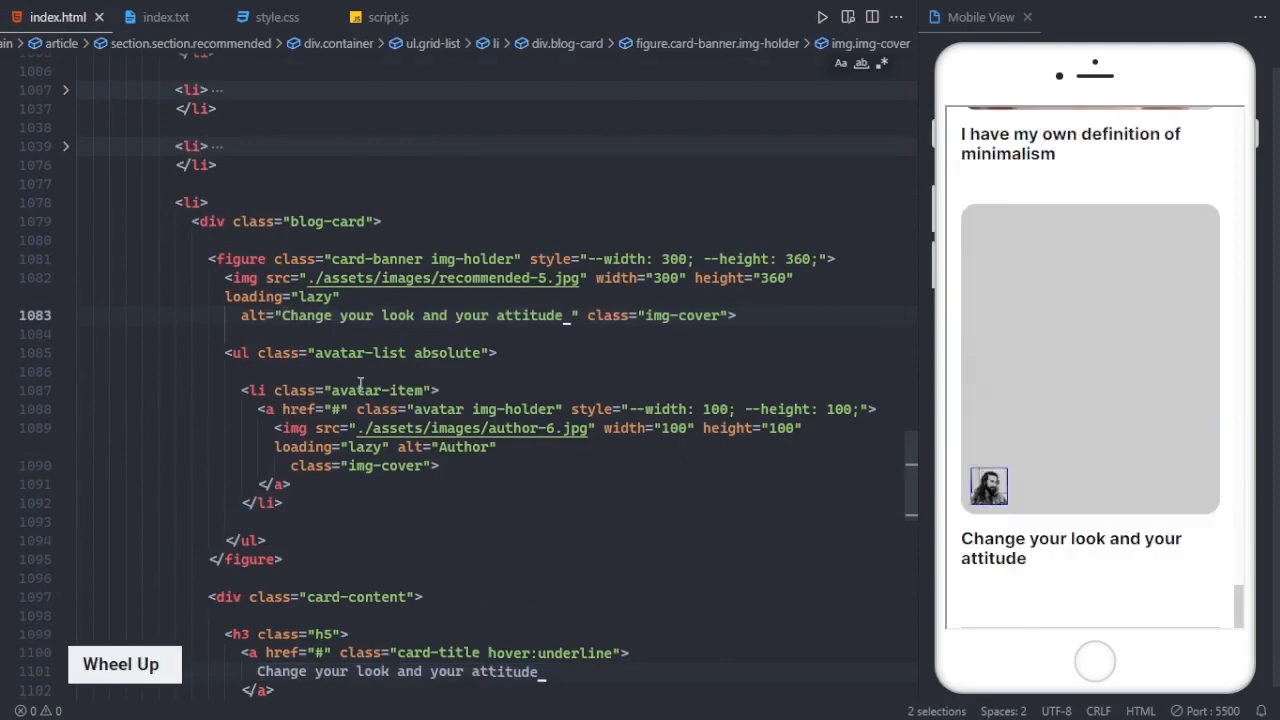 index.html
index.txt
style.css
script.js
Mobile View
ain > article > section.section.recommended > div.container > ul.grid-list > li > div.blog-card > figure.card-banner.img-holder > img.img-cover
1006
1007 <li>…
1037 </li>
1038
1039 <li>…
1076 </li>
1077
1078 <li>
1079 <div class="blog-card">
1080
1081 <figure class="card-banner img-holder" style="--width: 300; --height: 360;">
1082 <img src="./assets/images/recommended-5.jpg" width="300" height="360"
loading="lazy"
1083 alt="Change your look and your attitude_" class="img-cover">
1084
1085 <ul class="avatar-list absolute">
1086
1087 <li class="avatar-item">
1088 <a href="#" class="avatar img-holder" style="--width: 100; --height: 100;">
1089 <img src="./assets/images/author-6.jpg" width="100" height="100"
loading="lazy" alt="Author"
1090 class="img-cover">
1091 </a>
1092 </li>
1093
1094 </ul>
1095 </figure>
1096
1097 <div class="card-content">
1098
1099 <h3 class="h5">
1100 <a href="#" class="card-title hover:underline">
1101 Change your look and your attitude_
1102 </a>
Aa ab
Wheel Up
I have my own definition of
minimalism
Change your look and your
attitude
0 0
2 selections Spaces: 2 UTF-8 CRLF HTML Port : 5500